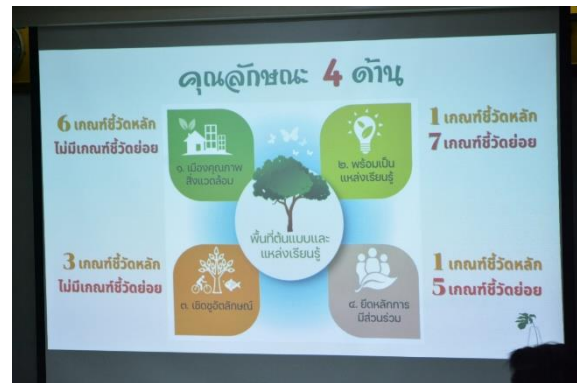 คุณลักษณะ 4 ด้าน
6 เกณฑ์ชี้วัดหลัก
ไม่มีเกณฑ์ชี้วัดย่อย
๑. เมืองคุณภาพ
สิ่งแวดล้อม
๒. พร้อมเป็น
แหล่งเรียนรู้
1 เกณฑ์ชี้วัดหลัก
7 เกณฑ์ชี้วัดย่อย
พื้นที่ต้นแบบและ
แหล่งเรียนรู้
3 เกณฑ์ชี้วัดหลัก
ไม่มีเกณฑ์ชี้วัดย่อย
๓. เชิดชูอัตลักษณ์
๔. ยึดหลักการ
มีส่วนร่วม
1 เกณฑ์ชี้วัดหลัก
5 เกณฑ์ชี้วัดย่อย